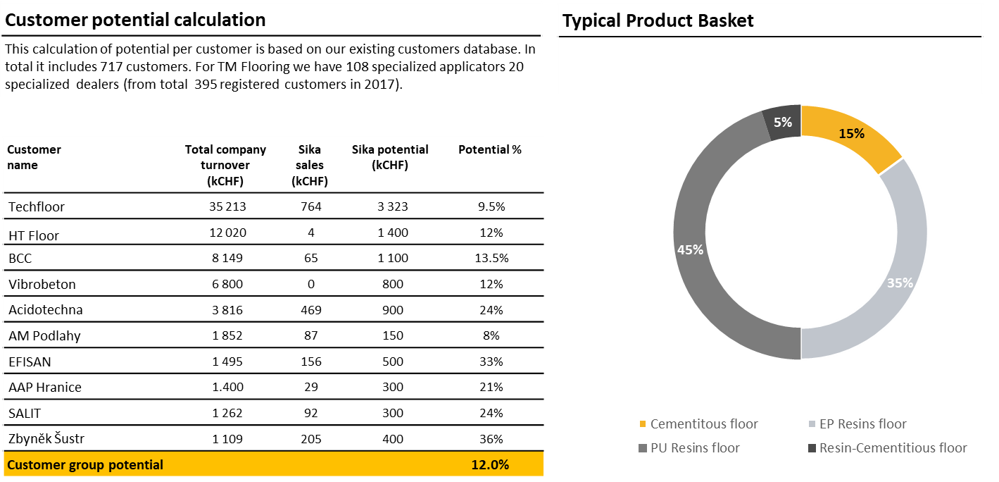 Customer potential calculation
This calculation of potential per customer is based on our existing customers database. In
total it includes 717 customers. For TM Flooring we have 108 specialized applicators 20
specialized dealers (from total 395 registered customers in 2017).
Customer
name
Total company
turnover
(kCHF)
Sika
sales
(kCHF)
Sika potential
(kCHF)
Potential %
Techfloor 35 213 764 3 323 9.5%
HT Floor 12 020 4 1 400 12%
BCC 8 149 65 1 100 13.5%
Vibrobeton 6 800 0 800 12%
Acidotechna 3 816 469 900 24%
AM Podlahy 1 852 87 150 8%
EFISAN 1 495 156 500 33%
AAP Hranice 1.400 29 300 21%
SALIT 1 262 92 300 24%
Zbyněk Šustr 1 109 205 400 36%
Customer group potential 12.0%
Typical Product Basket
5%
15%
45%
35%
Cementitous floor
EP Resins floor
PU Resins floor
Resin-Cementitious floor